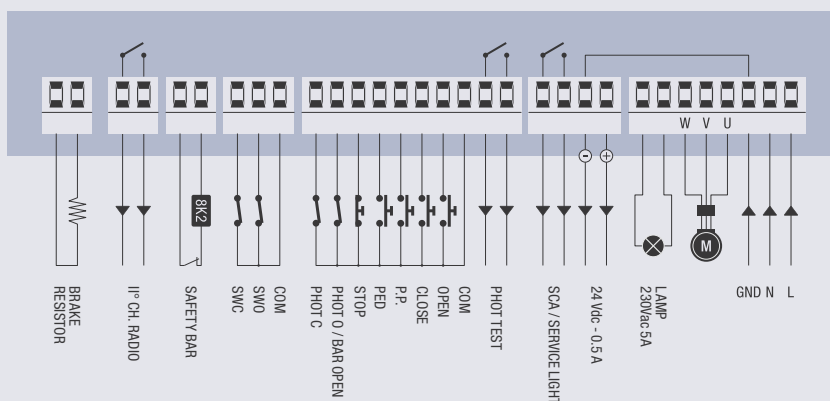 W V U
-
+
8K2
M
BRAKE
RESISTOR
II° CH. RADIO
SAFETY BAR
SWC
SWO
COM
PHOT C
PHOT O / BAR OPEN
STOP
PED
P.P.
CLOSE
OPEN
COM
PHOT TEST
SCA / SERVICE LIGHT
24 Vdc - 0.5 A
LAMP
230Vac 5A
GND N L